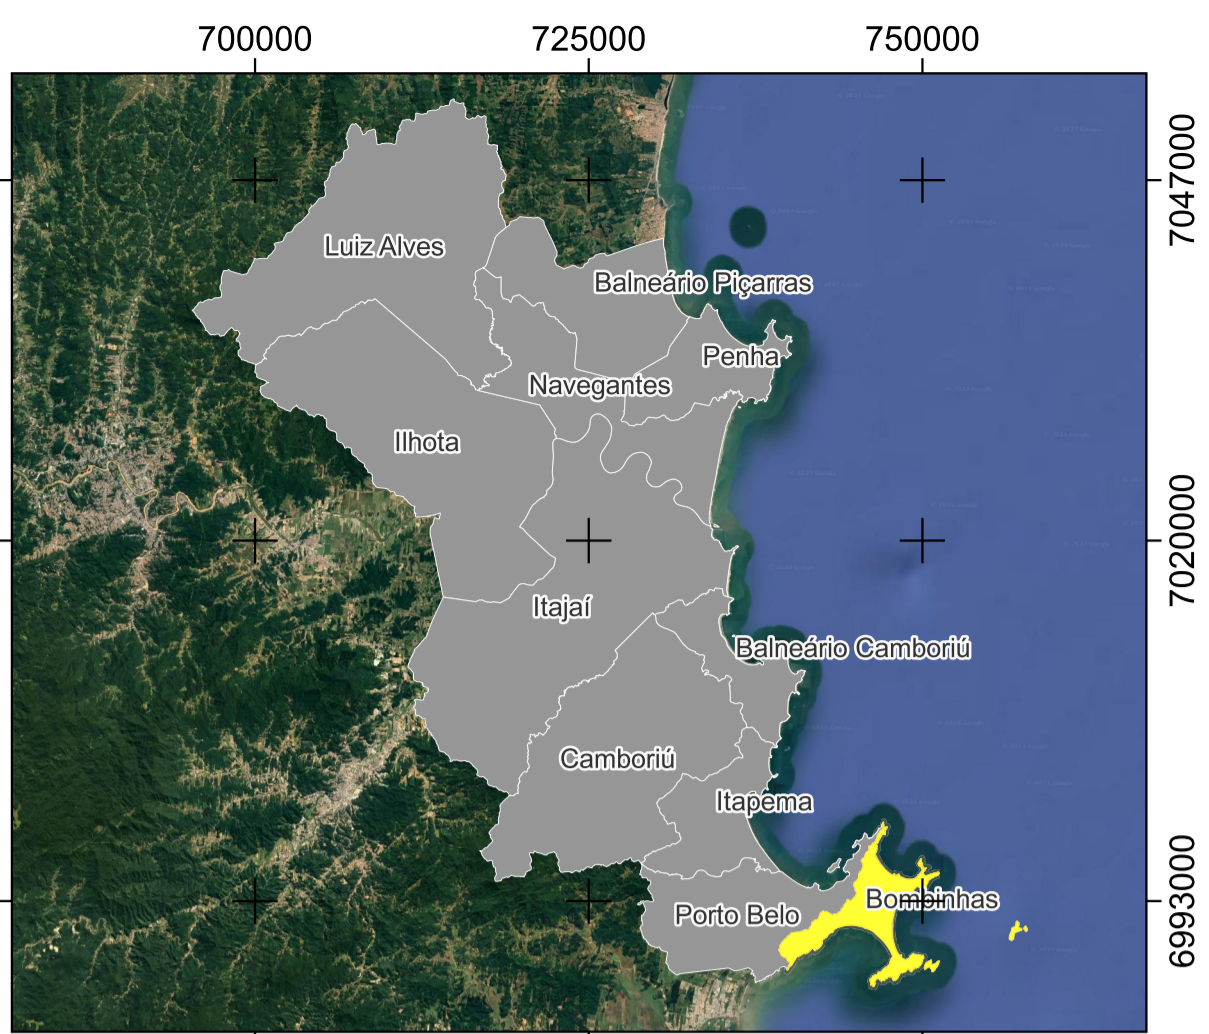 700000 725000 750000
7047000
Luiz Alves
Balneário Piçarras
Penha
Navegantes
Ilhota
7020000
Itajaí
Balneário Camboriú
Camboriú
Itapema
6993000
Bombinhas
Porto Belo